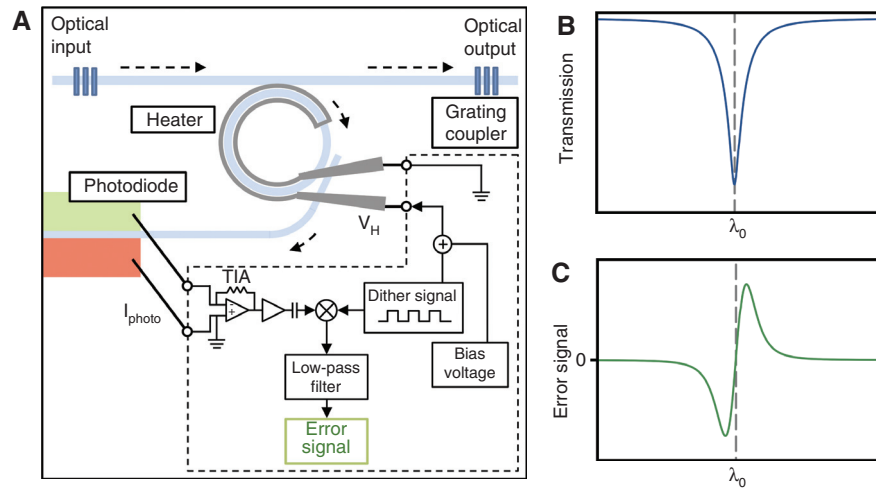 A
Optical
input
Optical
output
Heater
Grating
coupler
Photodiode
V_H
TIA
-
+
+
I_photo
Dither signal
Low-pass
filter
Bias
voltage
Error
signal
B
Transmission
λ_0
C
Error signal
0
λ_0